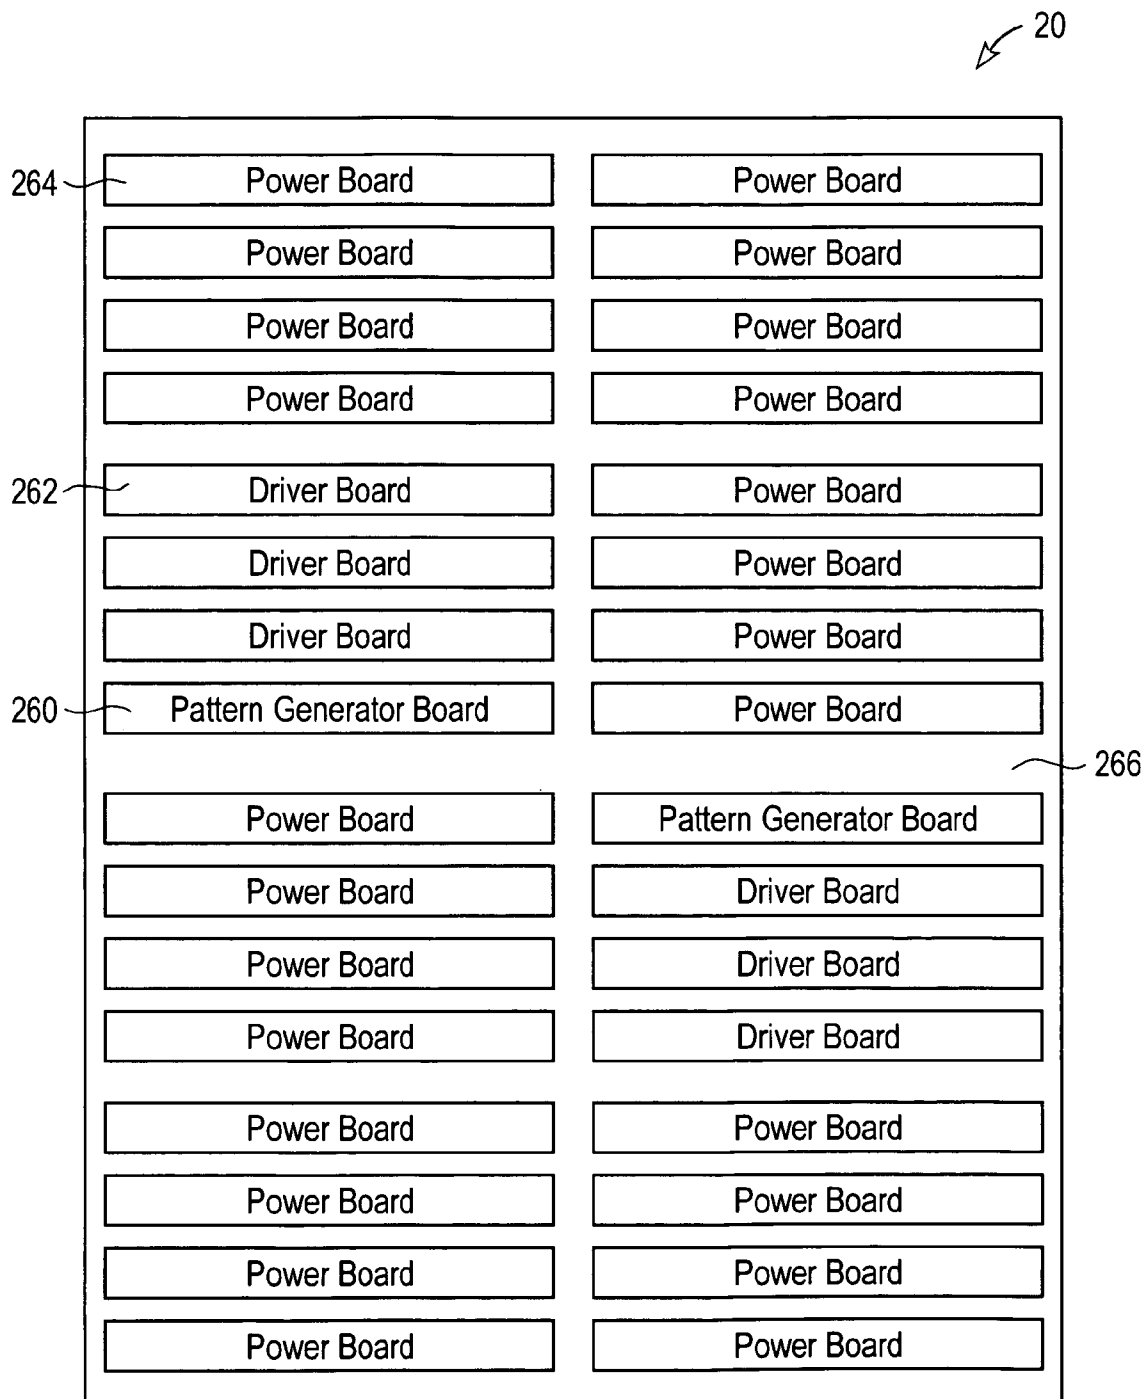 20
264 Power Board Power Board
Power Board Power Board
Power Board Power Board
Power Board Power Board
262 Driver Board Power Board
Driver Board Power Board
Driver Board Power Board
260 Pattern Generator Board Power Board
266
Power Board Pattern Generator Board
Power Board Driver Board
Power Board Driver Board
Power Board Driver Board
Power Board Power Board
Power Board Power Board
Power Board Power Board
Power Board Power Board